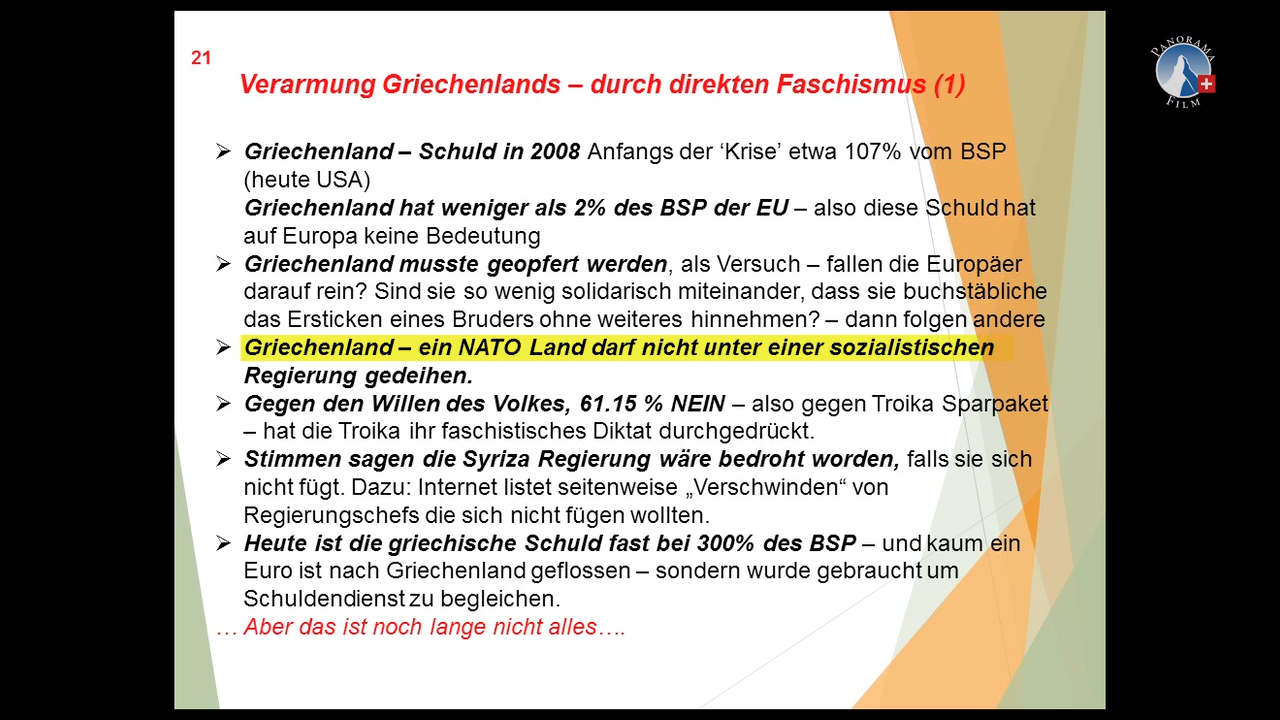 21
Verarmung Griechenlands – durch direkten Faschismus (1)
➢ Griechenland – Schuld in 2008 Anfangs der ‘Krise’ etwa 107% vom BSP
(heute USA)
Griechenland hat weniger als 2% des BSP der EU – also diese Schuld hat
auf Europa keine Bedeutung
➢ Griechenland musste geopfert werden, als Versuch – fallen die Europäer
darauf rein? Sind sie so wenig solidarisch miteinander, dass sie buchstäbliche
das Ersticken eines Bruders ohne weiteres hinnehmen? – dann folgen andere
➢ Griechenland – ein NATO Land darf nicht unter einer sozialistischen
Regierung gedeihen.
➢ Gegen den Willen des Volkes, 61.15 % NEIN – also gegen Troika Sparpaket
– hat die Troika ihr faschistisches Diktat durchgedrückt.
➢ Stimmen sagen die Syriza Regierung wäre bedroht worden, falls sie sich
nicht fügt. Dazu: Internet listet seitenweise „Verschwinden“ von
Regierungschefs die sich nicht fügen wollten.
➢ Heute ist die griechische Schuld fast bei 300% des BSP – und kaum ein
Euro ist nach Griechenland geflossen – sondern wurde gebraucht um
Schuldendienst zu begleichen.
… Aber das ist noch lange nicht alles….
PANORAMA
FILM